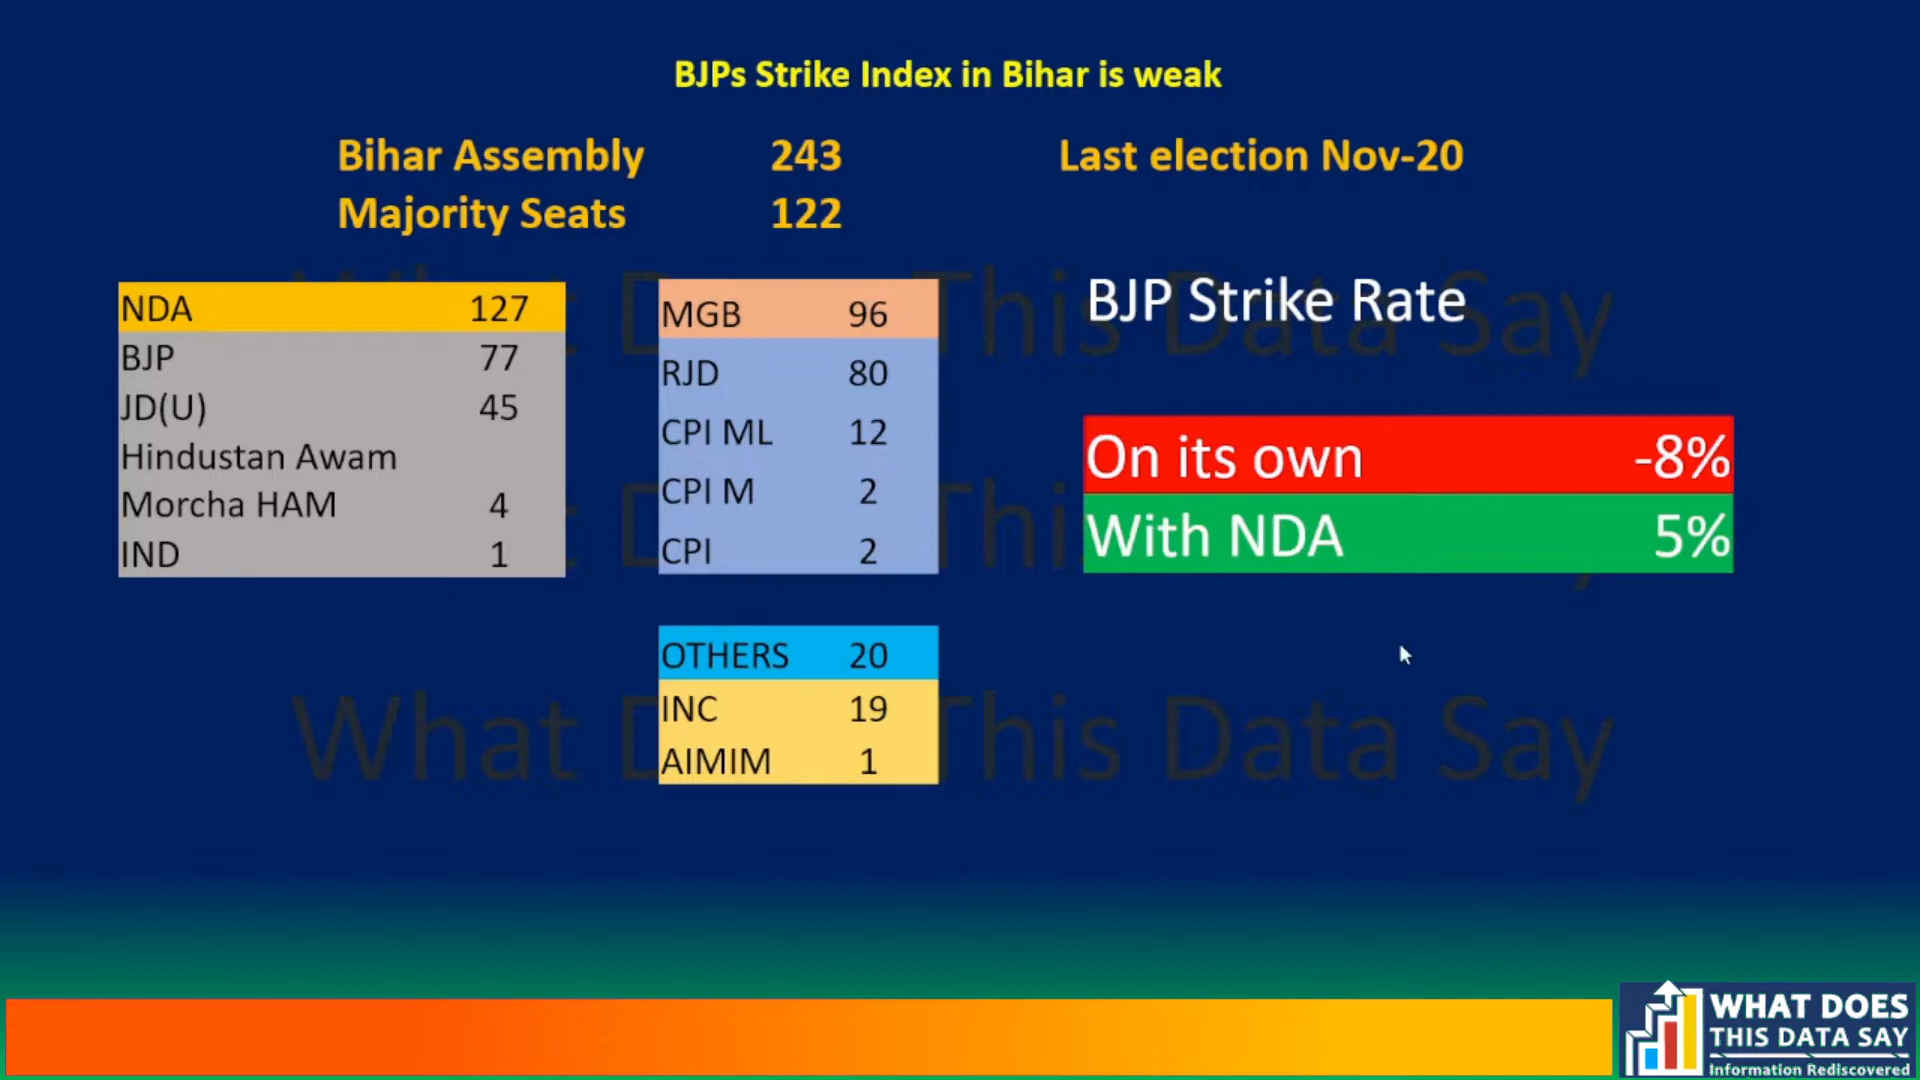 BJPs Strike Index in Bihar is weak
Bihar Assembly 243 Last election Nov-20
Majority Seats 122
NDA 127
BJP 77
JD(U) 45
Hindustan Awam
Morcha HAM 4
IND 1
MGB 96
RJD 80
CPI ML 12
CPI M 2
CPI 2
OTHERS 20
INC 19
AIMIM 1
BJP Strike Rate
On its own -8%
With NDA 5%
What D This Data Say
WHAT DOES
THIS DATA SAY
Information Rediscovered